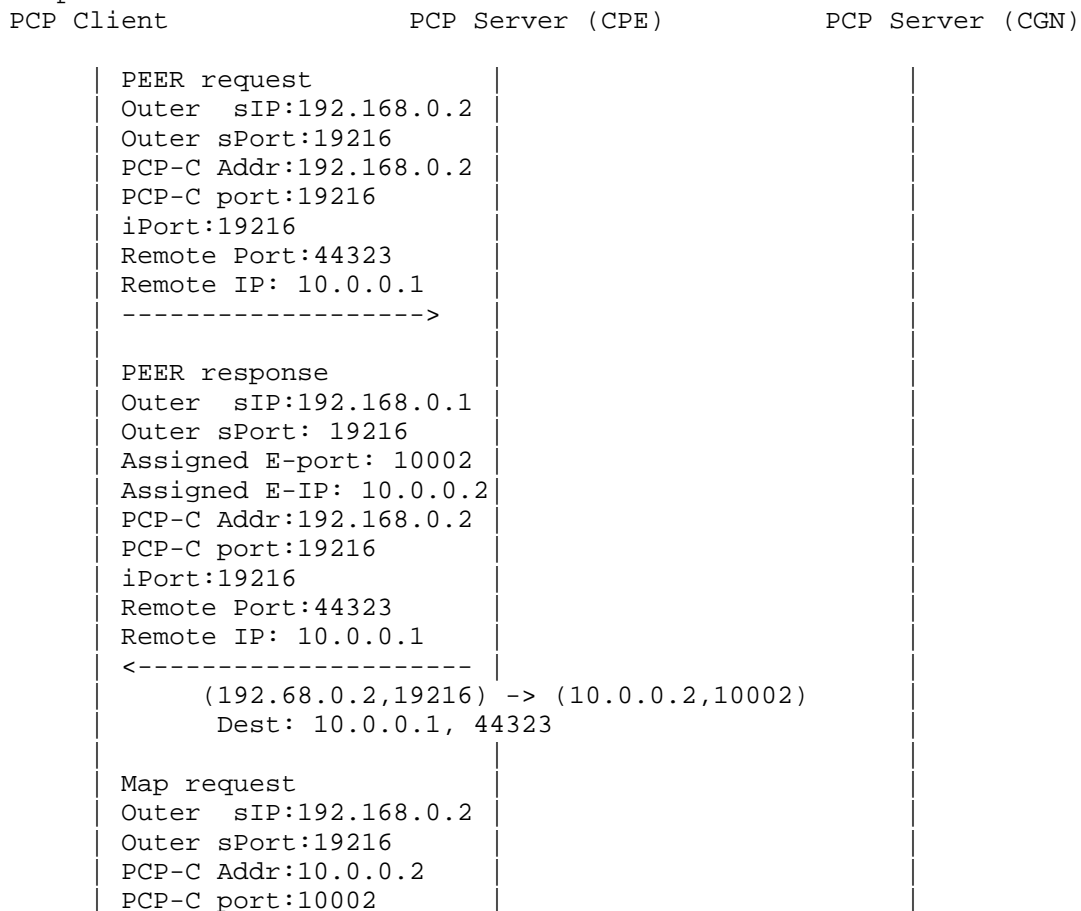 PCP Client PCP Server (CPE) PCP Server (CGN)
| PEER request | |
| Outer  sIP:192.168.0.2 | |
| Outer sPort:19216 | |
| PCP-C Addr:192.168.0.2 | |
| PCP-C port:19216 | |
| iPort:19216 | |
| Remote Port:44323 | |
| Remote IP: 10.0.0.1 | |
| -------------------> | |
| | |
| PEER response | |
| Outer  sIP:192.168.0.1 | |
| Outer sPort: 19216 | |
| Assigned E-port: 10002 | |
| Assigned E-IP: 10.0.0.2| |
| PCP-C Addr:192.168.0.2 | |
| PCP-C port:19216 | |
| iPort:19216 | |
| Remote Port:44323 | |
| Remote IP: 10.0.0.1 | |
| <--------------------- | |
| (192.68.0.2,19216) -> (10.0.0.2,10002) |
| Dest: 10.0.0.1, 44323 |
| | |
| Map request | |
| Outer  sIP:192.168.0.2 | |
| Outer sPort:19216 | |
| PCP-C Addr:10.0.0.2 | |
| PCP-C port:10002 | |